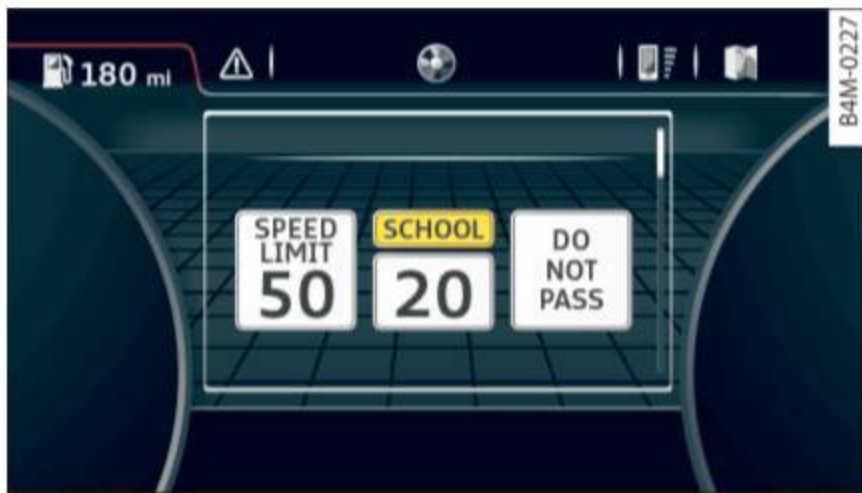 180 mi
B4M-0227
SPEED
LIMIT
50
SCHOOL
20
DO
NOT
PASS